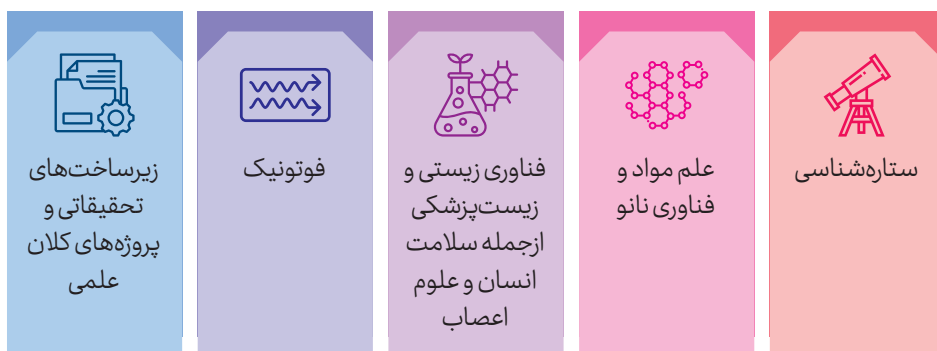 ستاره‌شناسی
علم مواد و
فناوری نانو
فناوری زیستی و
زیست‌پزشکی
ازجمله سلامت
انسان و علوم
اعصاب
فوتونیک
زیرساخت‌های
تحقیقاتی و
پروژه‌های کلان
علمی